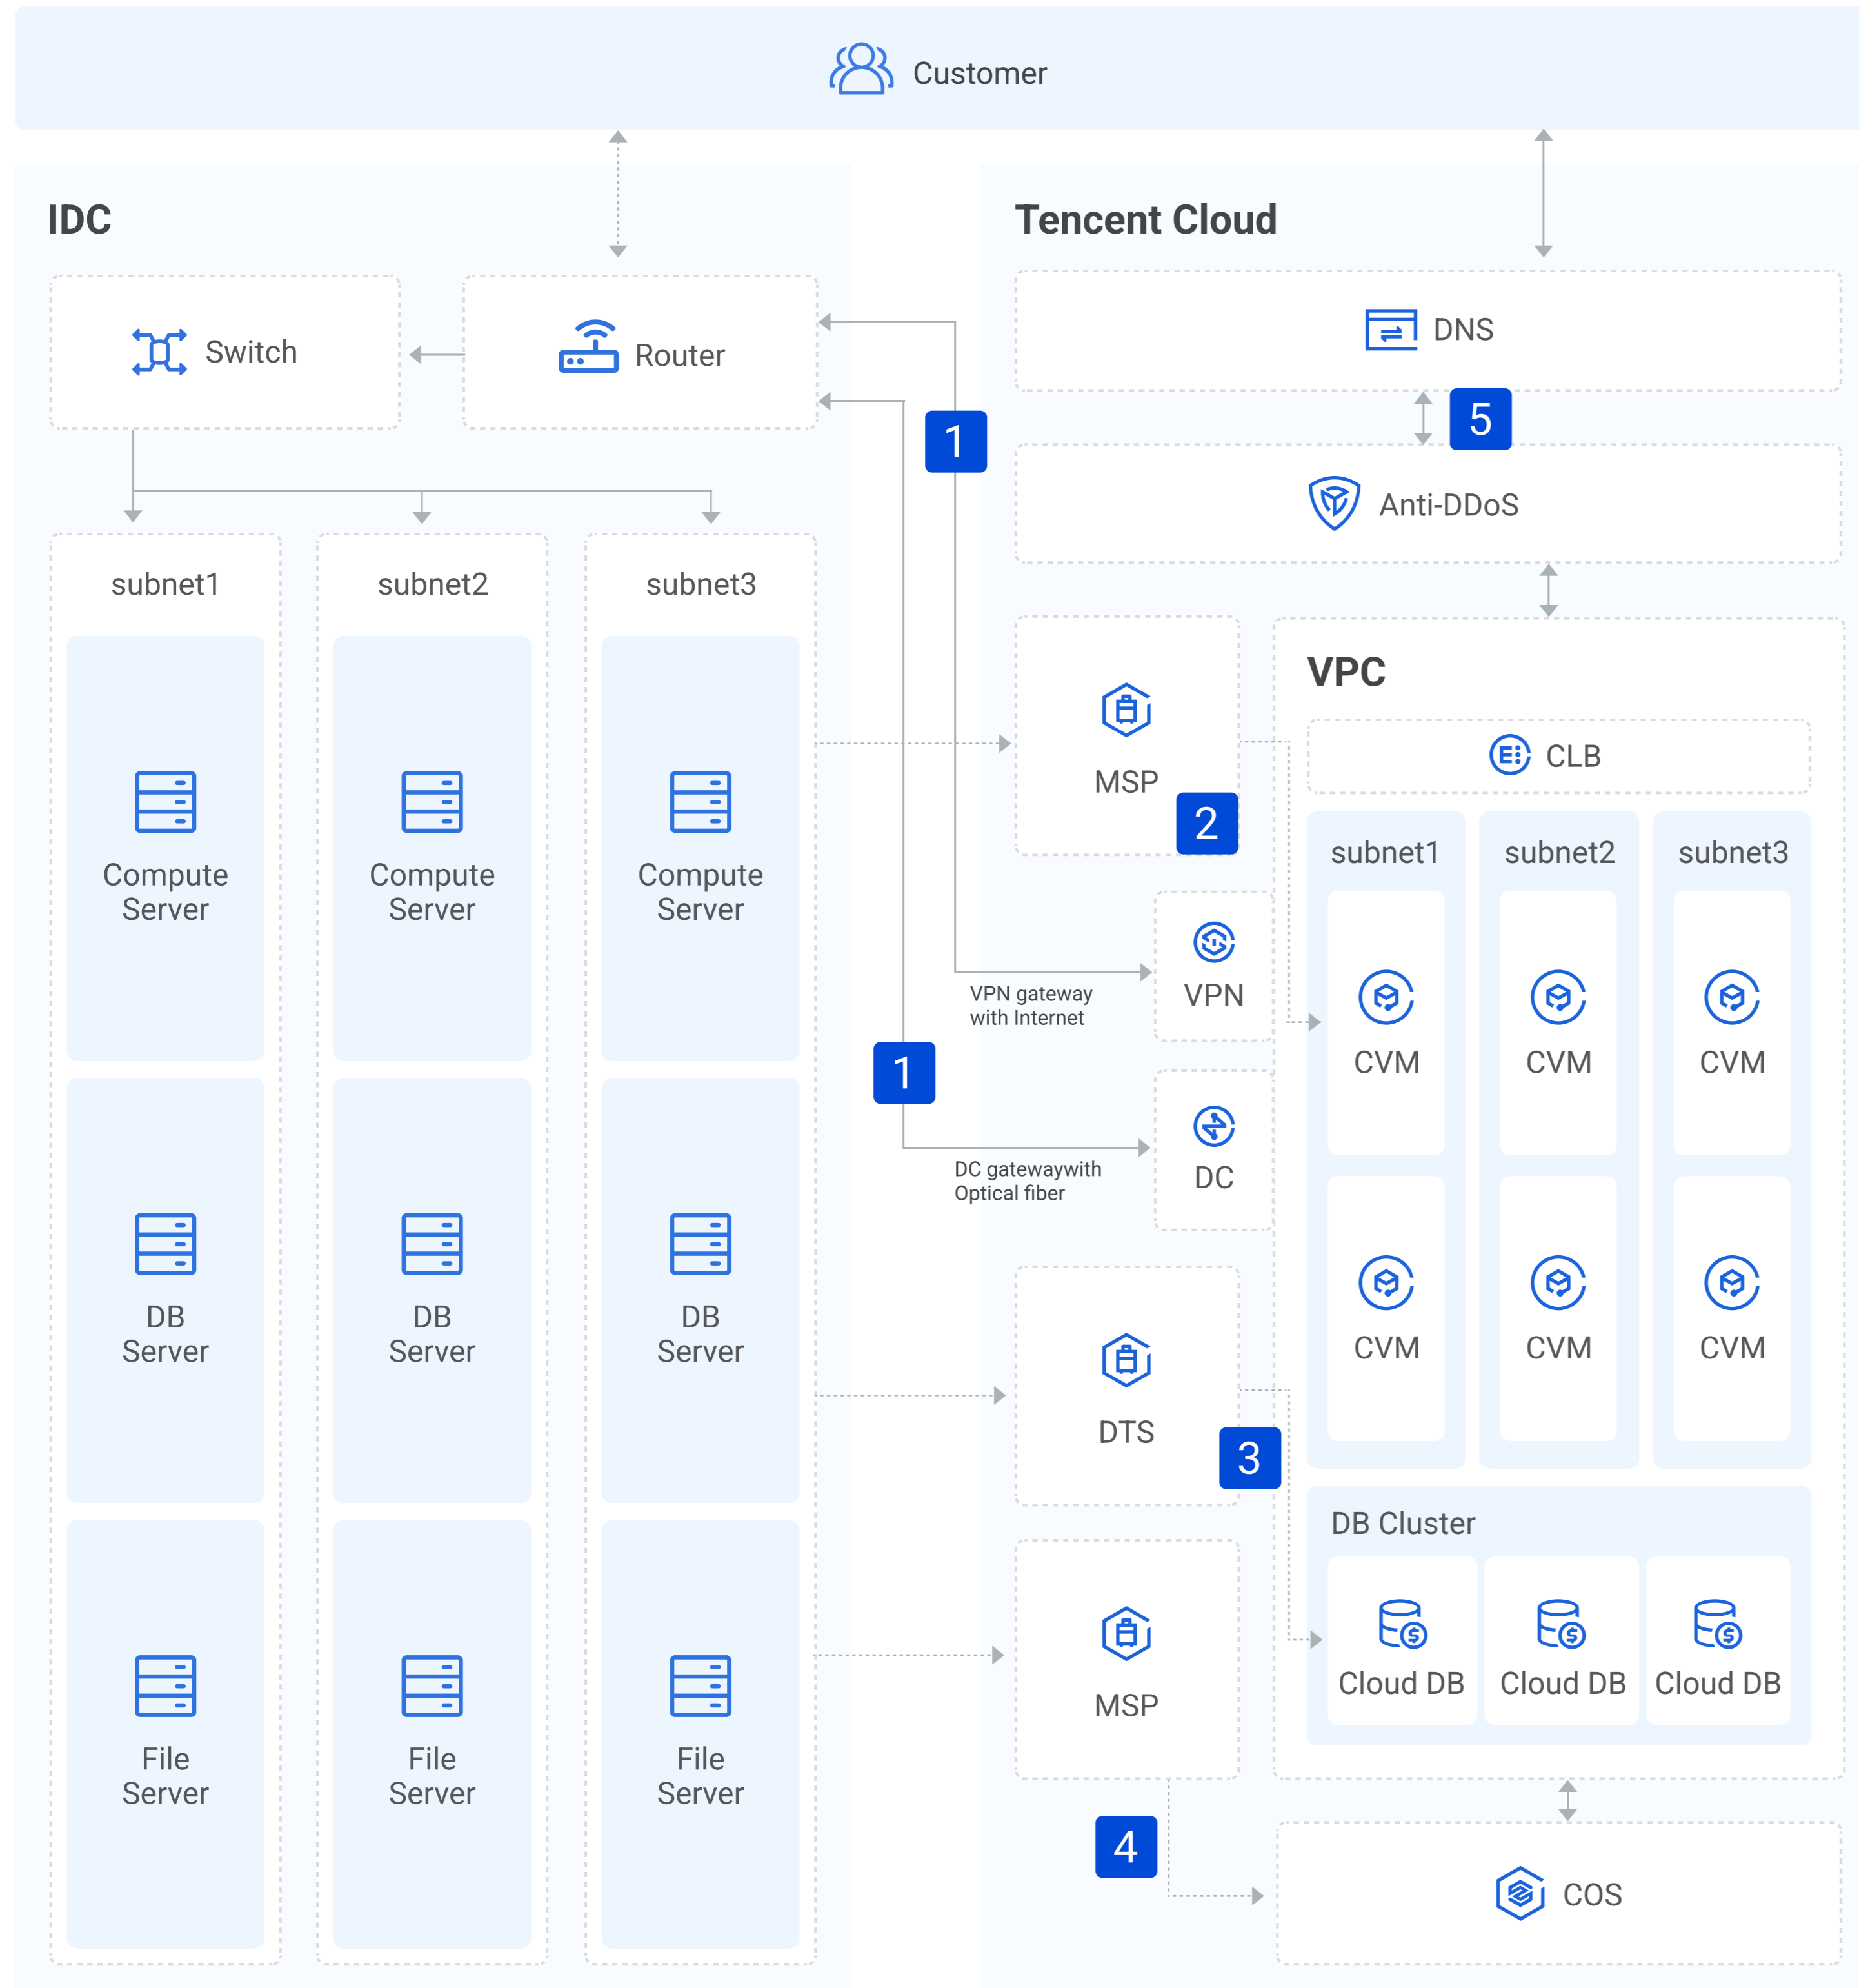 Customer
IDC
Switch
Router
subnet1
Compute
Server
DB
Server
File
Server
subnet2
Compute
Server
DB
Server
File
Server
subnet3
Compute
Server
DB
Server
File
Server
1
VPN gateway
with Internet
1
DC gatewaywith
Optical fiber
Tencent Cloud
DNS
5
Anti-DDoS
MSP
2
VPN
DC
DTS
3
MSP
4
VPC
CLB
subnet1
CVM
CVM
subnet2
CVM
CVM
subnet3
CVM
CVM
DB Cluster
Cloud DB
Cloud DB
Cloud DB
COS